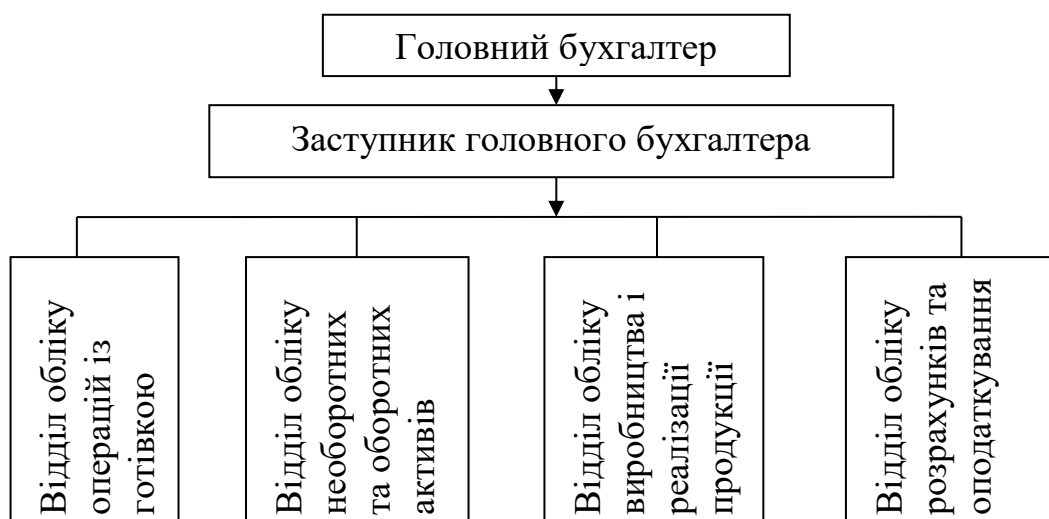 Головний бухгалтер
Заступник головного бухгалтера
Відділ обліку
операцій із
готівкою
Відділ обліку
необоротних
та оборотних
активів
Відділ обліку
виробництва і
реалізації
продукції
Відділ обліку
розрахунків та
оподаткування